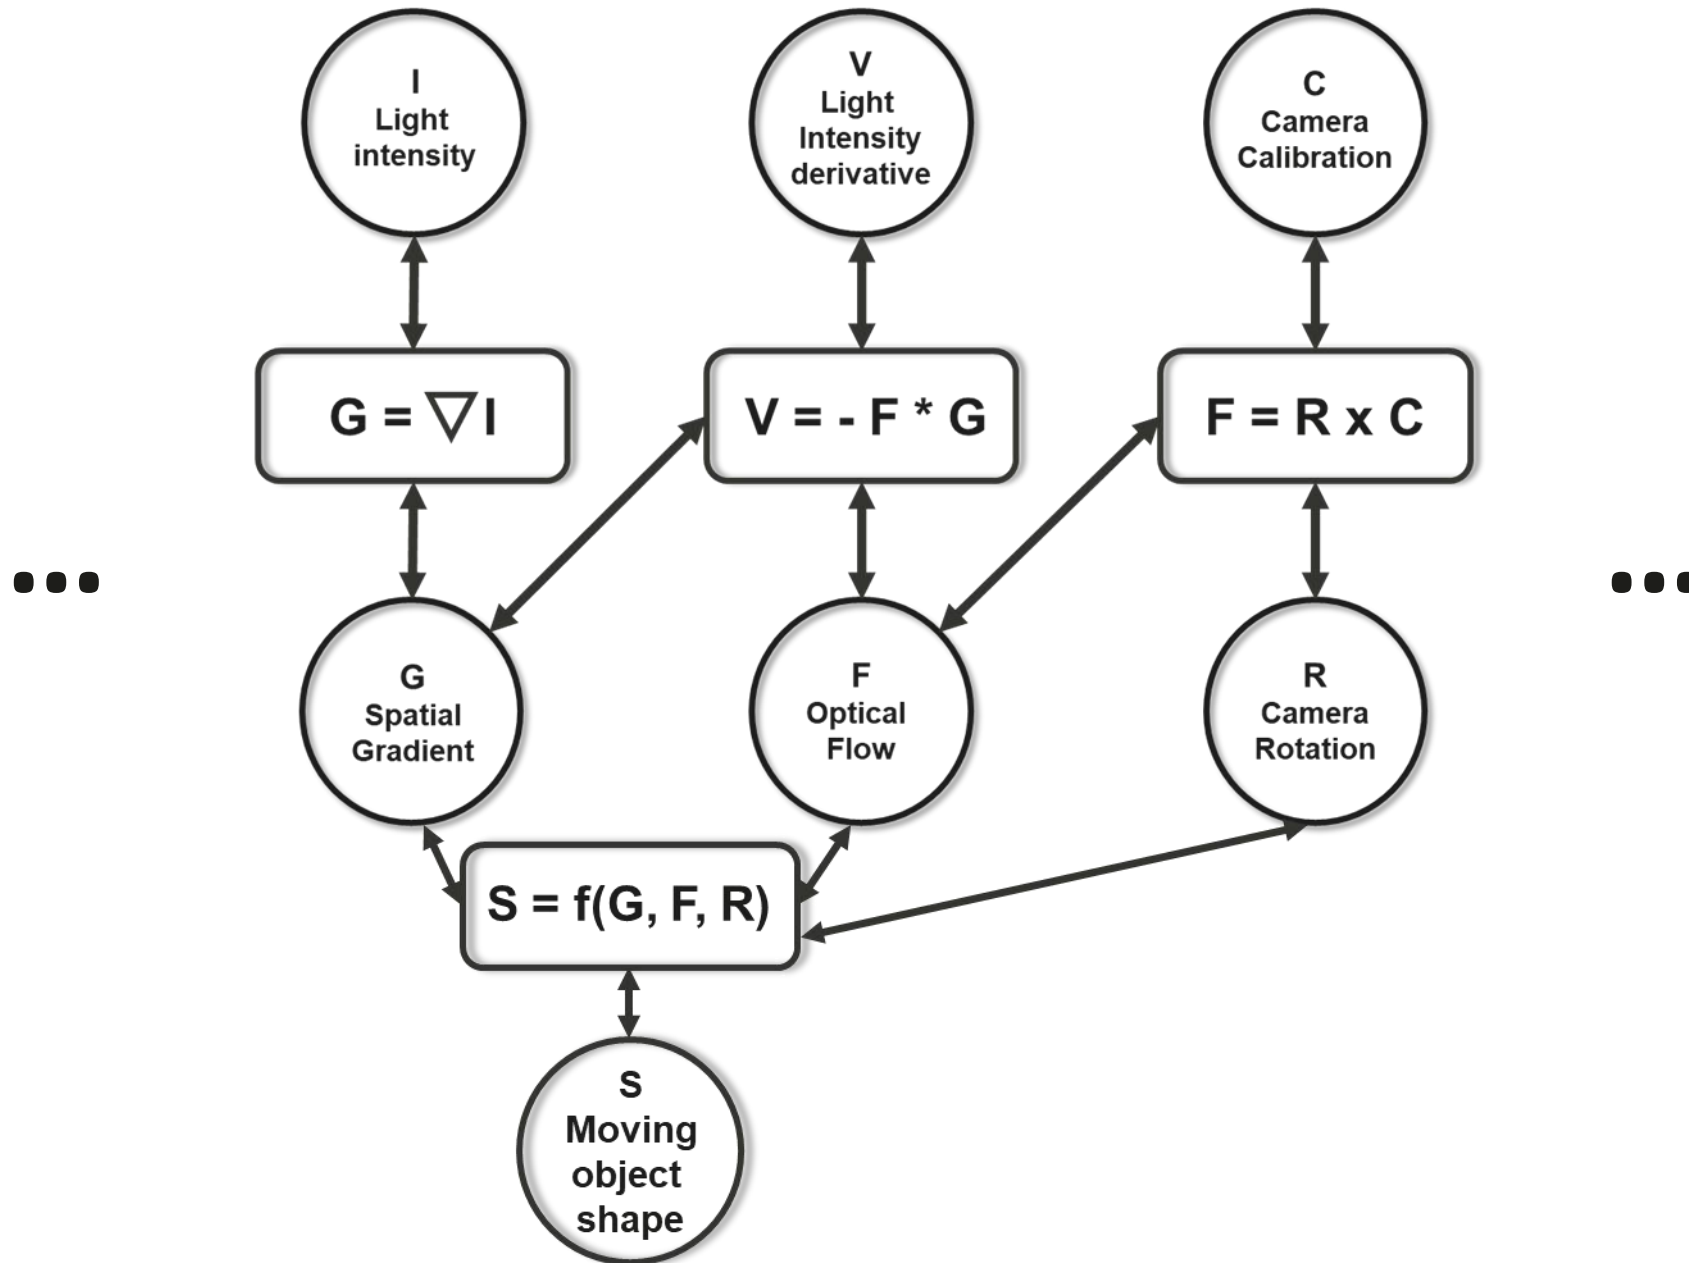 I
Light
intensity
V
Light
Intensity
derivative
C
Camera
Calibration
G = ▽I
V = - F * G
F = R x C
...
...
G
Spatial
Gradient
F
Optical
Flow
R
Camera
Rotation
S = f(G, F, R)
S
Moving
object
shape